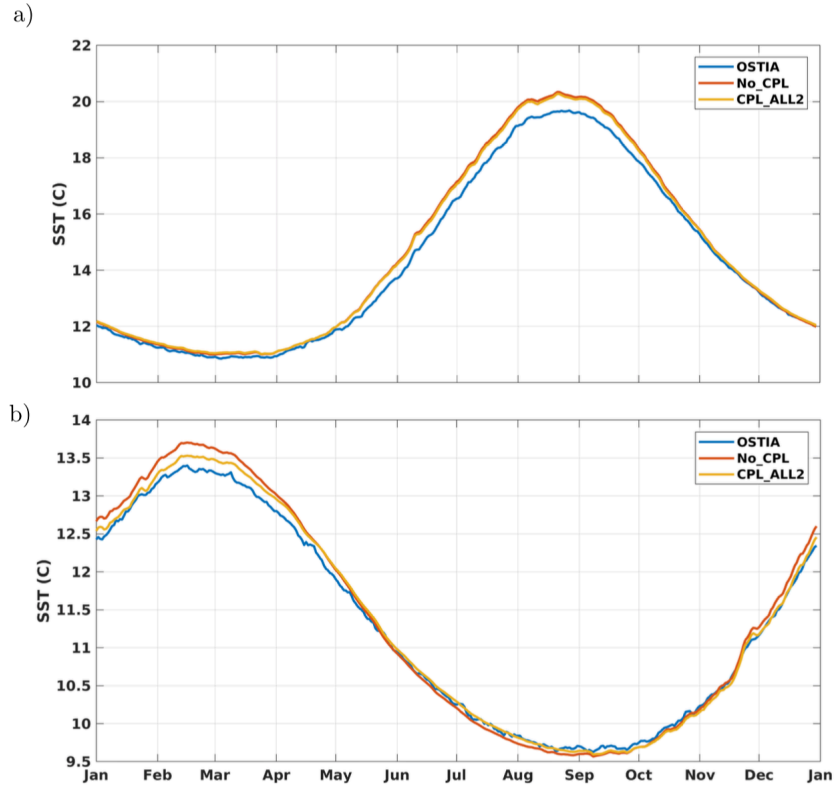 a)
22
20
18
16
14
12
10
SST (C)
OSTIA
No_CPL
CPL_ALL2
b)
14
13.5
13
12.5
12
11.5
11
10.5
10
9.5
SST (C)
OSTIA
No_CPL
CPL_ALL2
Jan Feb Mar Apr May Jun Jul Aug Sep Oct Nov Dec Jan